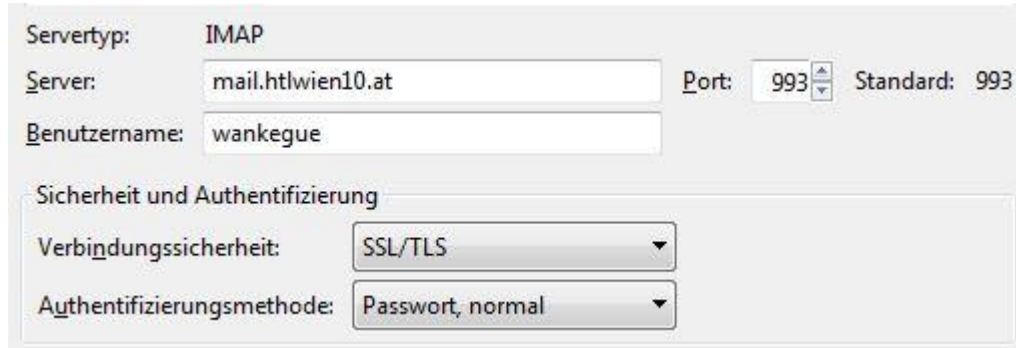 Servertyp: IMAP
Server: mail.htlwien10.at Port: 993 Standard: 993
Benutzername: wankegue
Sicherheit und Authentifizierung
Verbindungssicherheit: SSL/TLS
Authentifizierungsmethode: Passwort, normal